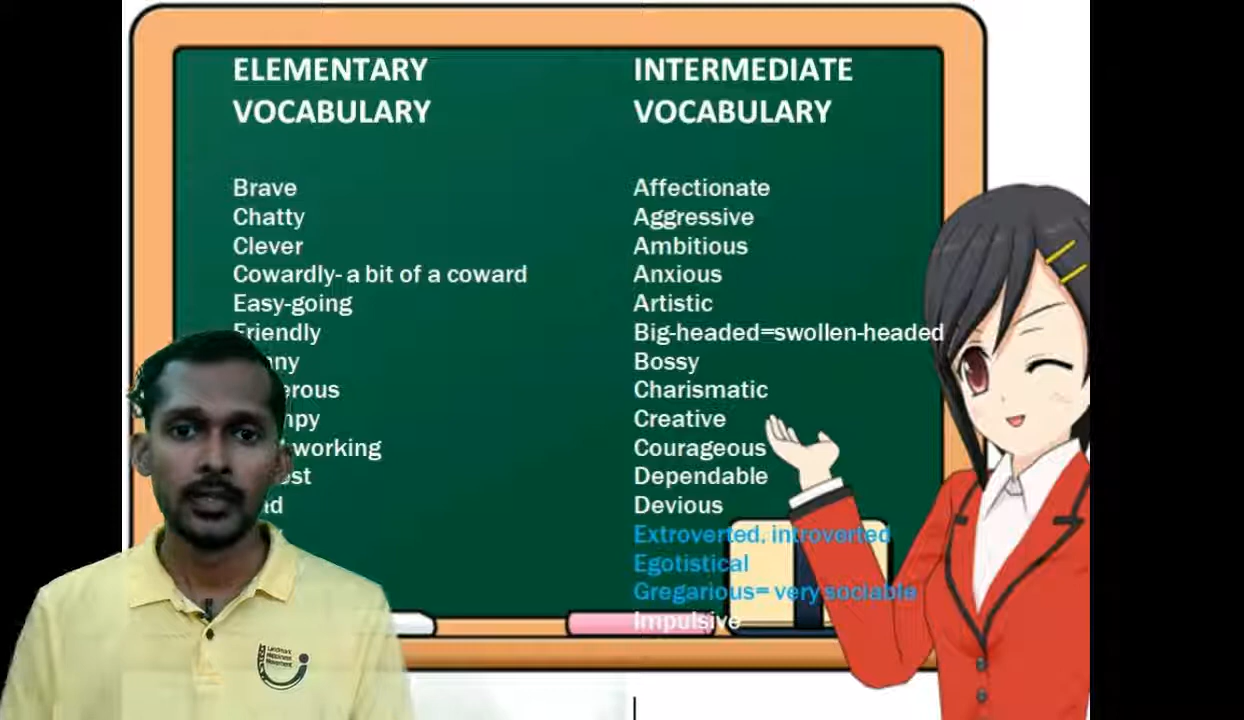 ELEMENTARY
VOCABULARY
Brave
Chatty
Clever
Cowardly- a bit of a coward
Easy-going
Friendly
INTERMEDIATE
VOCABULARY
Affectionate
Aggressive
Ambitious
Anxious
Artistic
Big-headed=swollen-headed
Bossy
Charismatic
Creative
Courageous
Dependable
Devious
Extroverted, introverted
Egotistical
Gregarious= very sociable
Impulsive